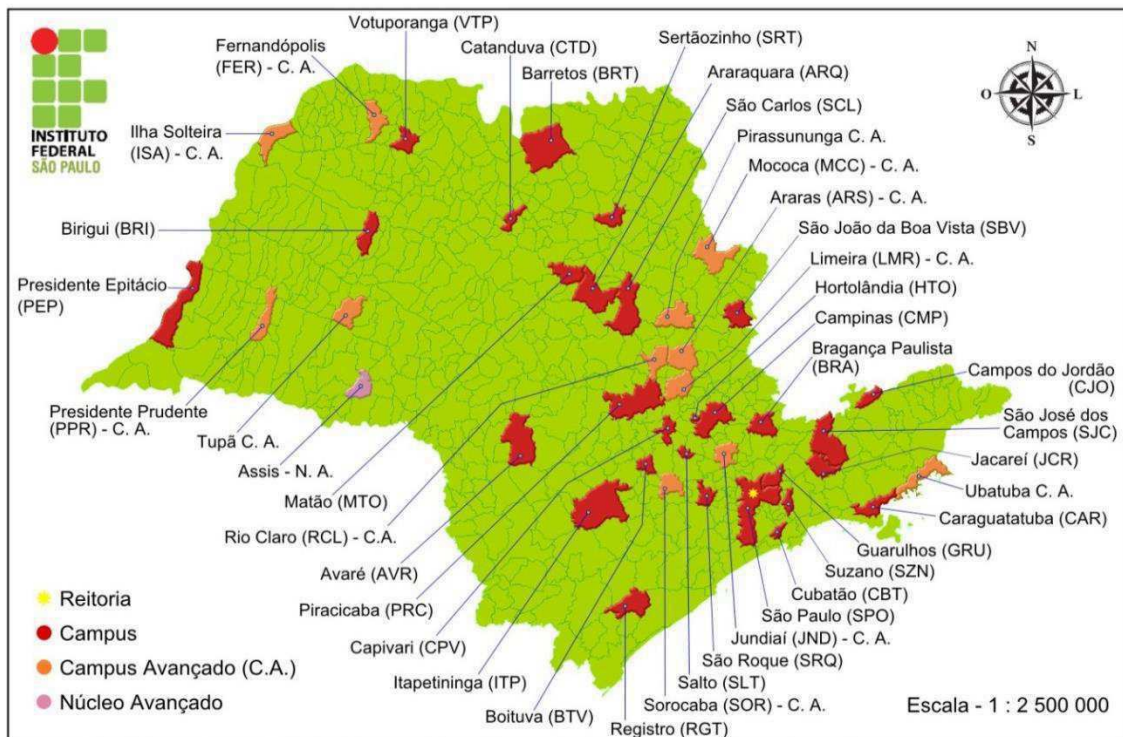 INSTITUTO
FEDERAL
SÃO PAULO
Votuporanga (VTP)
Fernandópolis
(FER) - C. A.
Catanduva (CTD)
Barretos (BRT)
Sertãozinho (SRT)
Araraquara (ARQ)
São Carlos (SCL)
Pirassununga C. A.
Mococa (MCC) - C. A.
Araras (ARS) - C. A.
São João da Boa Vista (SBV)
Limeira (LMR) - C. A.
Hortolândia (HTO)
Campinas (CMP)
Bragança Paulista
(BRA)
N
O
L
S
Ilha Solteira
(ISA) - C. A.
Birigui (BRI)
Presidente Epitácio
(PEP)
Presidente Prudente
(PPR) - C. A.
Tupã C. A.
Assis - N. A.
Matão (MTO)
Rio Claro (RCL) - C.A.
Avaré (AVR)
Piracicaba (PRC)
Capivari (CPV)
Itapetininga (ITP)
Boituva (BTV)
Registro (RGT)
Sorocaba (SOR) - C. A.
Salto (SLT)
São Roque (SRQ)
Jundiaí (JND) - C. A.
São Paulo (SPO)
Cubatão (CBT)
Suzano (SZN)
Guarulhos (GRU)
Caraguatatuba (CAR)
Ubatuba C. A.
Jacareí (JCR)
São José dos
Campos (SJC)
Campos do Jordão
(CJO)
Reitoria
Campus
Campus Avançado (C.A.)
Núcleo Avançado
Escala - 1 : 2 500 000